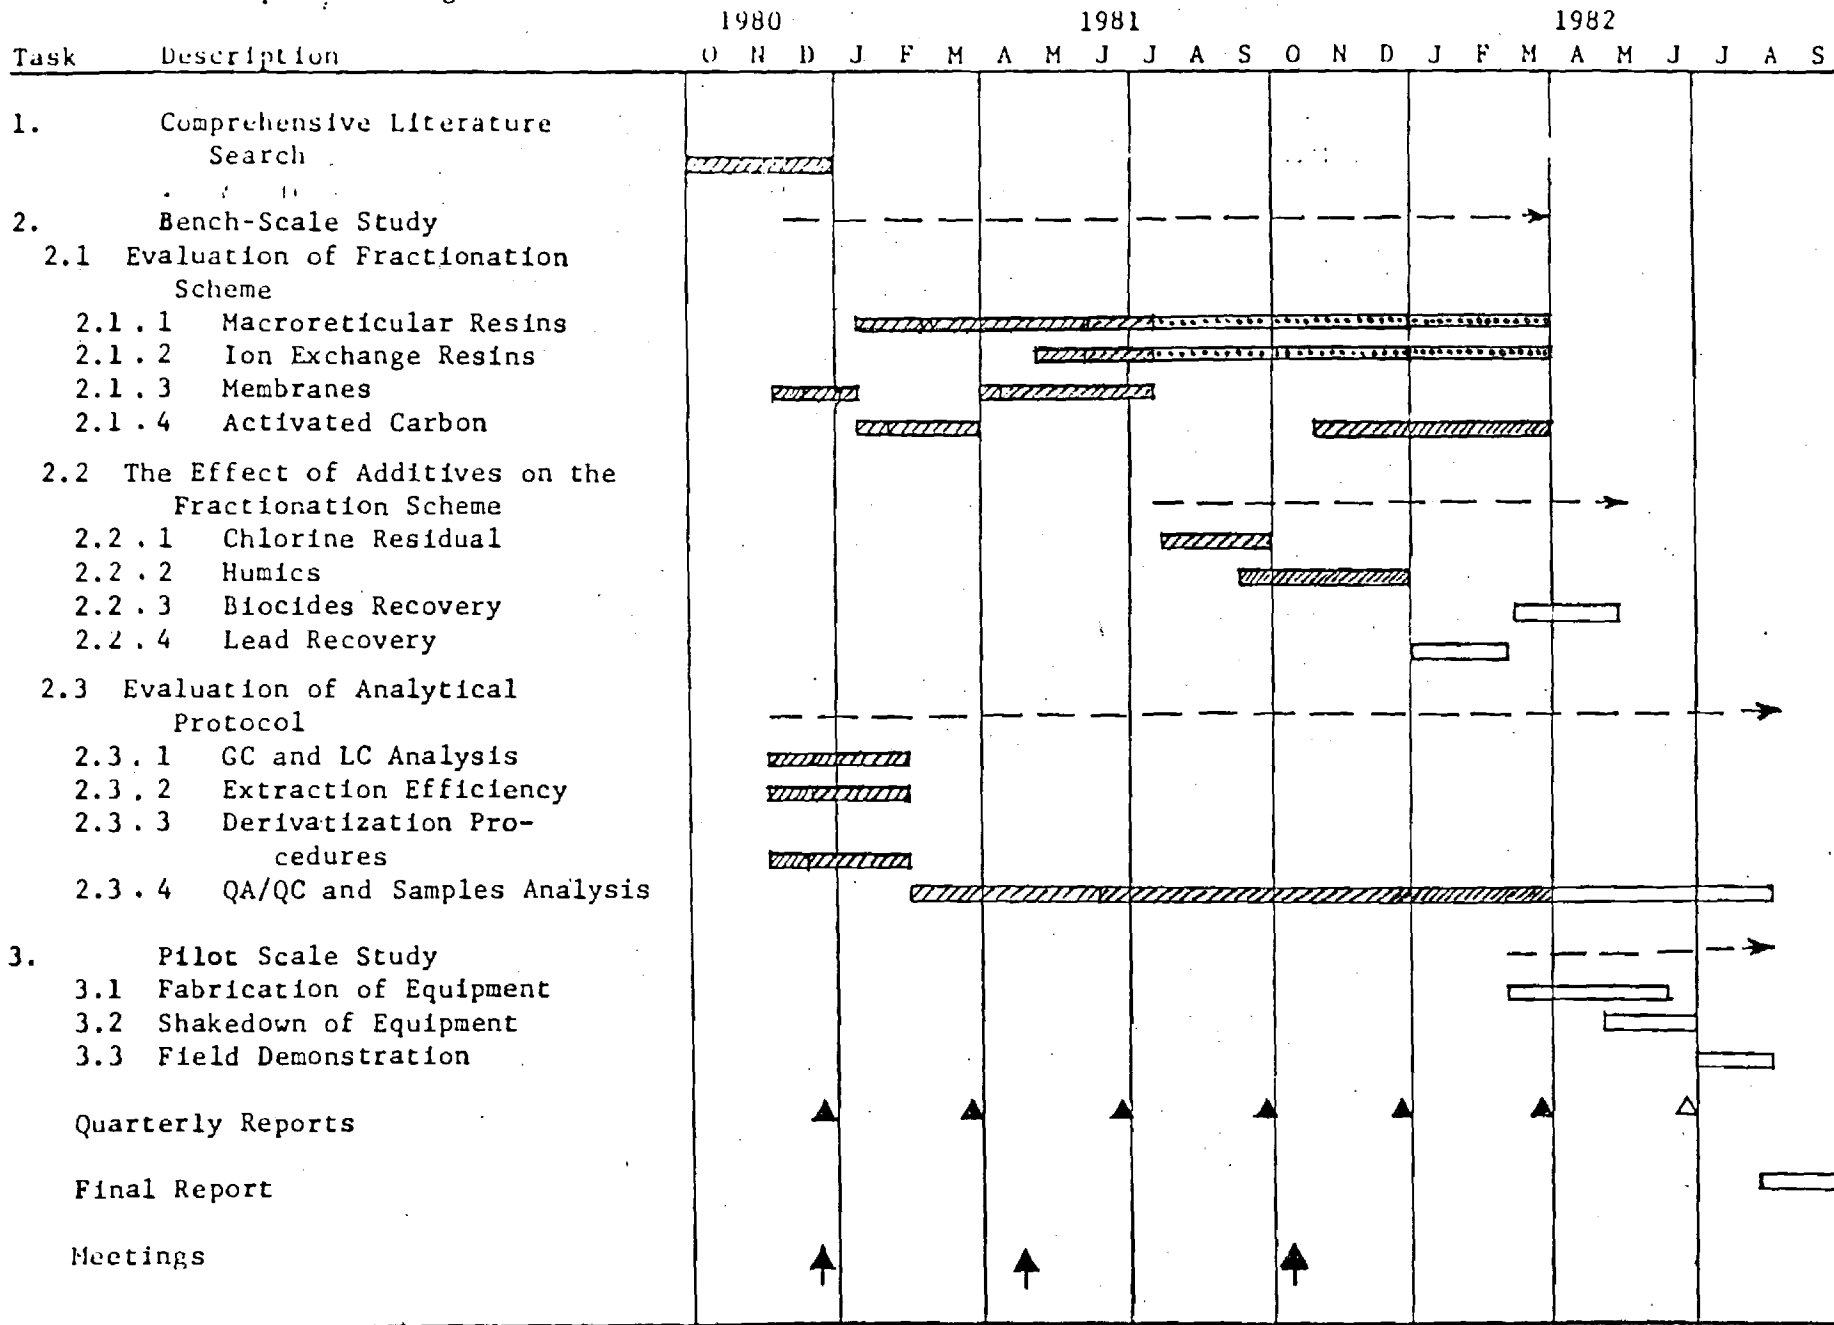 1980 1981 1982
Task Description O N D J F M A M J J A S O N D J F M A M J J A S
1. Comprehensive Literature
Search
2. Bench-Scale Study
2.1 Evaluation of Fractionation
Scheme
2.1.1 Macroreticular Resins
2.1.2 Ion Exchange Resins
2.1.3 Membranes
2.1.4 Activated Carbon
2.2 The Effect of Additives on the
Fractionation Scheme
2.2.1 Chlorine Residual
2.2.2 Humics
2.2.3 Biocides Recovery
2.2.4 Lead Recovery
2.3 Evaluation of Analytical
Protocol
2.3.1 GC and LC Analysis
2.3.2 Extraction Efficiency
2.3.3 Derivatization Pro-
cedures
2.3.4 QA/QC and Samples Analysis
3. Pilot Scale Study
3.1 Fabrication of Equipment
3.2 Shakedown of Equipment
3.3 Field Demonstration
Quarterly Reports
Final Report
Meetings